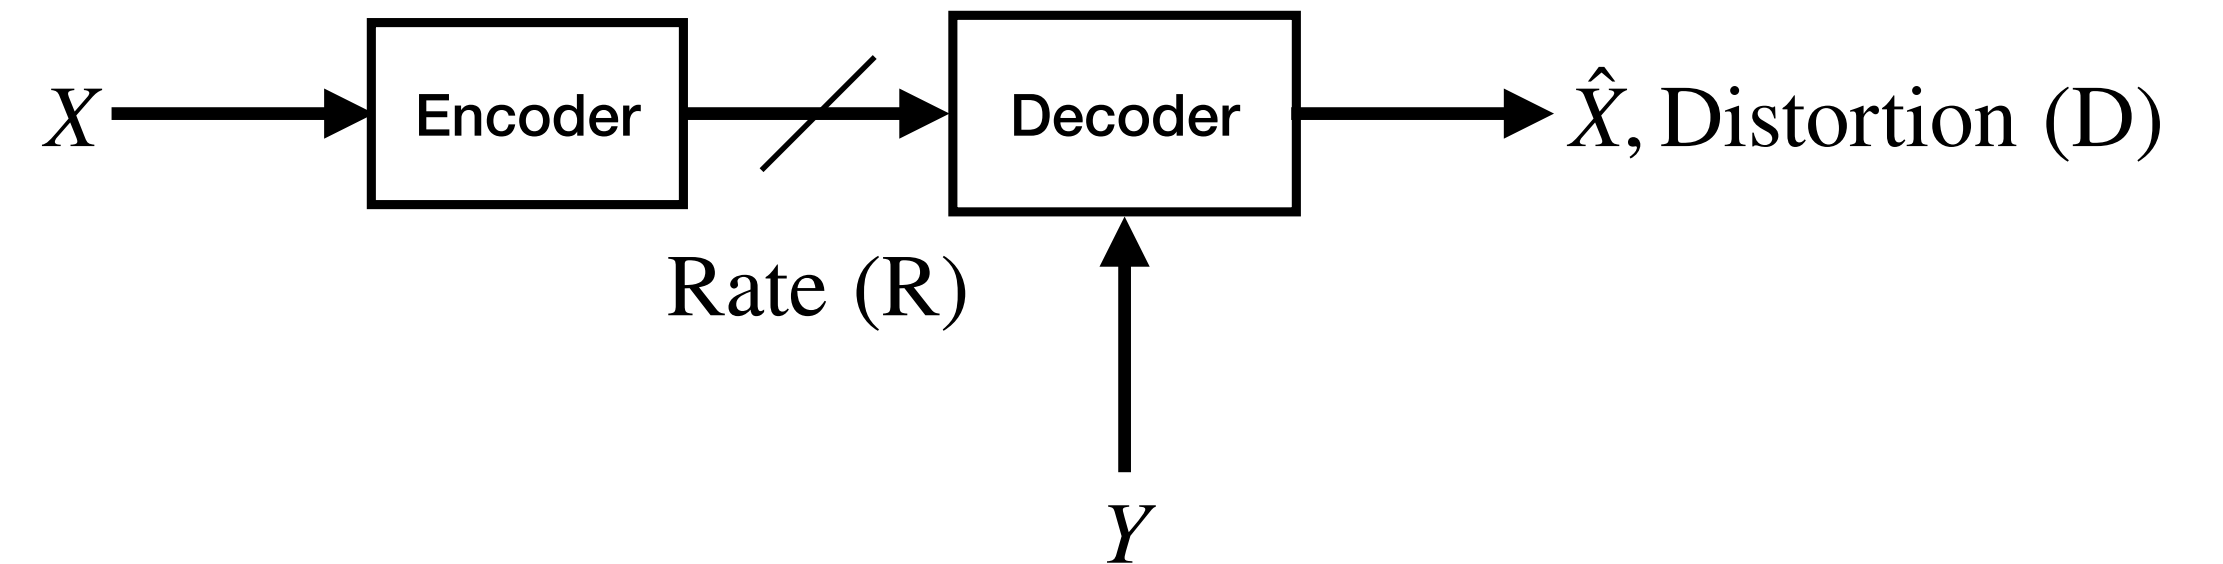 X Encoder Decoder X̂, Distortion (D)
Rate (R)
Y